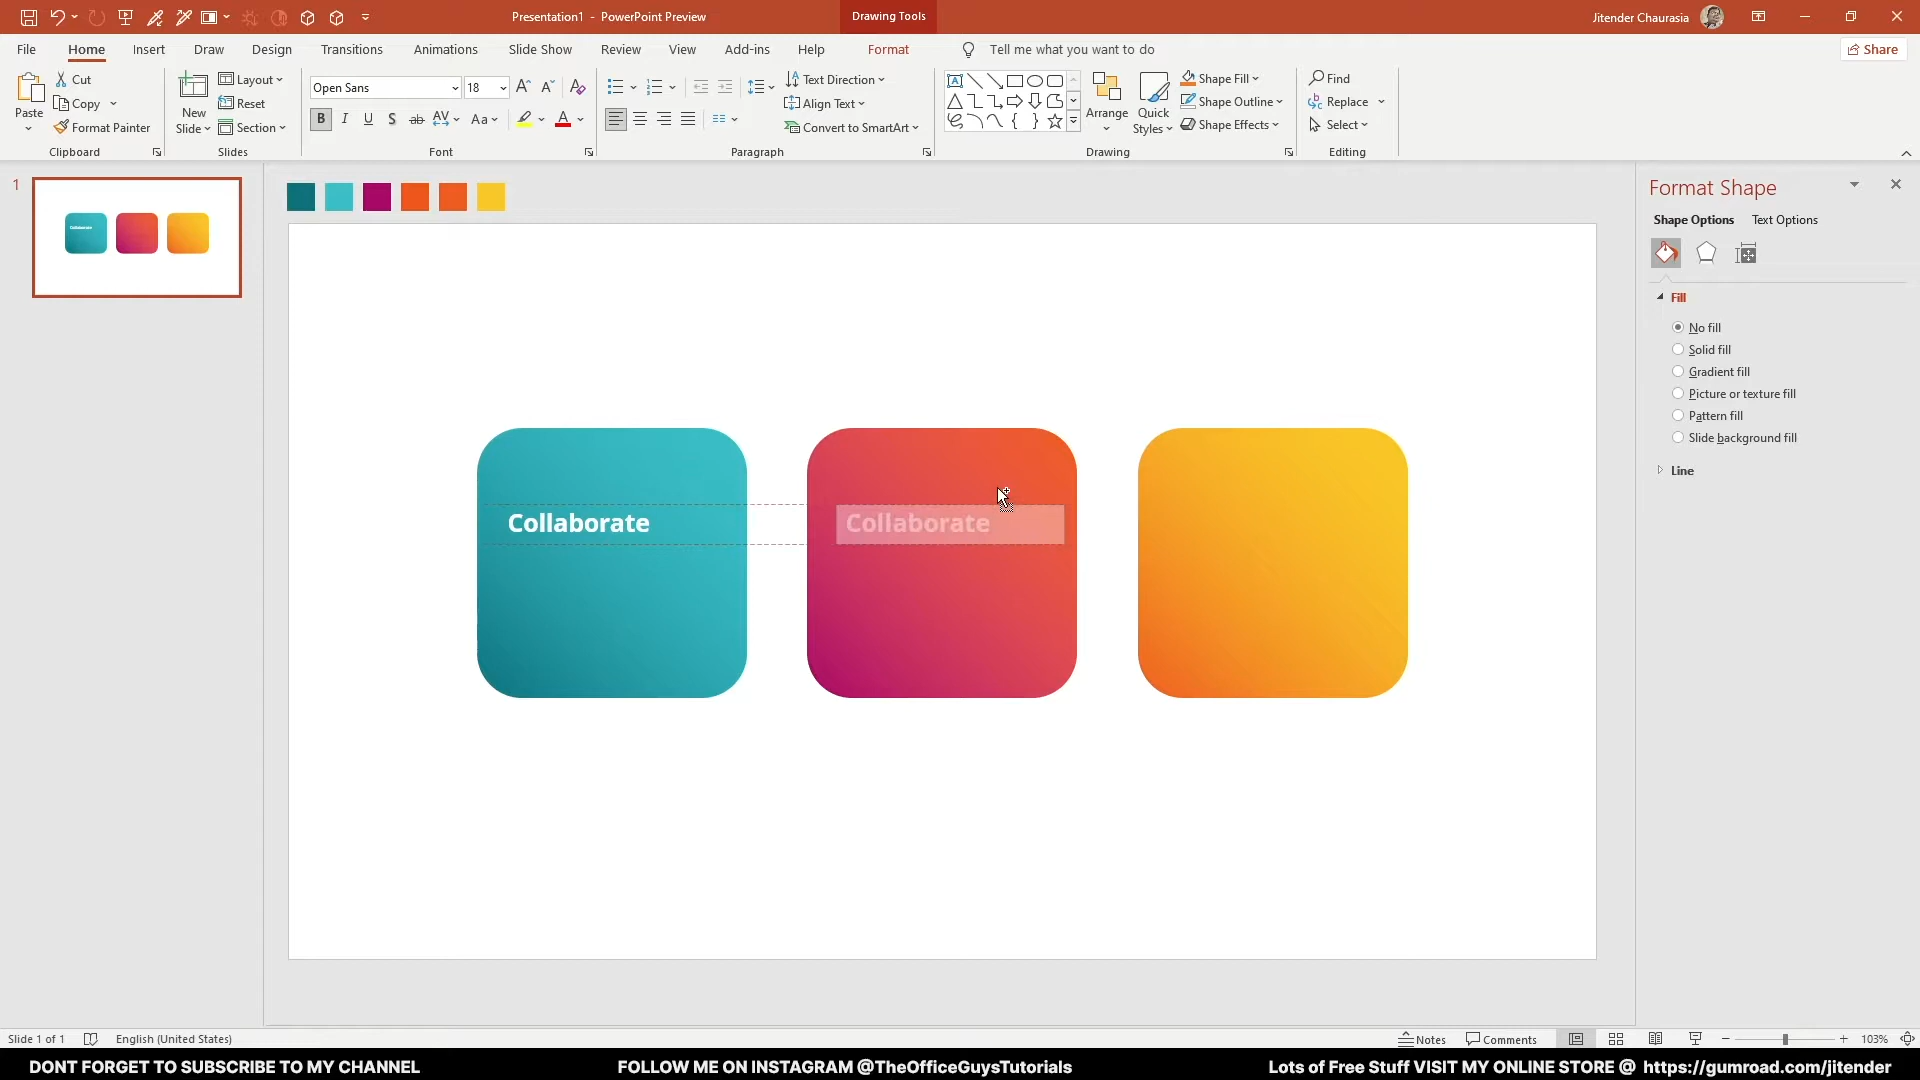 Presentation1 - PowerPoint Preview
Drawing Tools
Jitender Chaurasia
File Home Insert Draw Design Transitions Animations Slide Show Review View Add-ins Help Format Tell me what you want to do Share
Paste
Cut
Copy
Format Painter
Clipboard
New Slide
Layout
Reset
Section
Slides
Open Sans 18
B I U S ab AV Aa A
Font
Text Direction
Align Text
Convert to SmartArt
Paragraph
Arrange
Quick Styles
Shape Fill
Shape Outline
Shape Effects
Drawing
Find
Replace
Select
Editing
1
Collaborate
Collaborate
Collaborate
Format Shape
Shape Options Text Options
Fill
No fill
Solid fill
Gradient fill
Picture or texture fill
Pattern fill
Slide background fill
Line
Slide 1 of 1 English (United States) Notes Comments 103%
DONT FORGET TO SUBSCRIBE TO MY CHANNEL FOLLOW ME ON INSTAGRAM @TheOfficeGuysTutorials Lots of Free Stuff VISIT MY ONLINE STORE @ https://gumroad.com/jitender